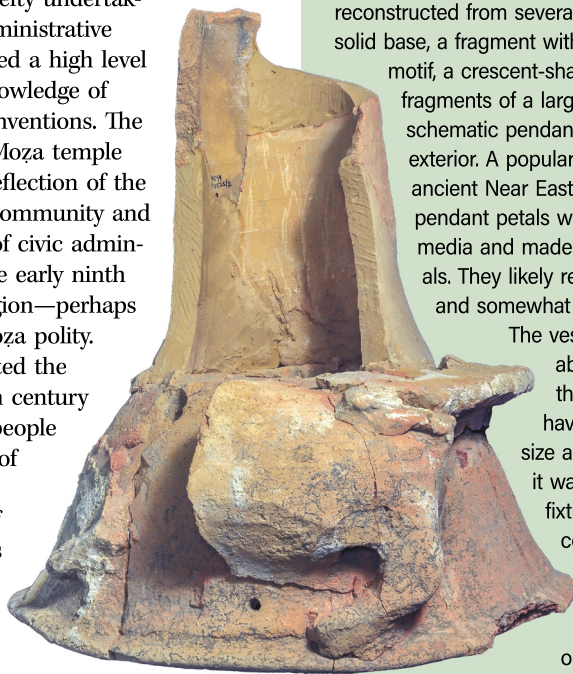 ministrative
ed a high level
owledge of
nventions. The
Moẓa temple
eflection of the
ommunity and
of civic admin-
e early ninth
gion—perhaps
oẓa polity.
ted the
n century
people
of
reconstructed from severa
solid base, a fragment with
motif, a crescent-sha
fragments of a larg
schematic pendan
exterior. A popular
ancient Near East
pendant petals w
media and made
als. They likely re
and somewhat
The ves
ab
th
hav
size a
it wa
fixt
co
o